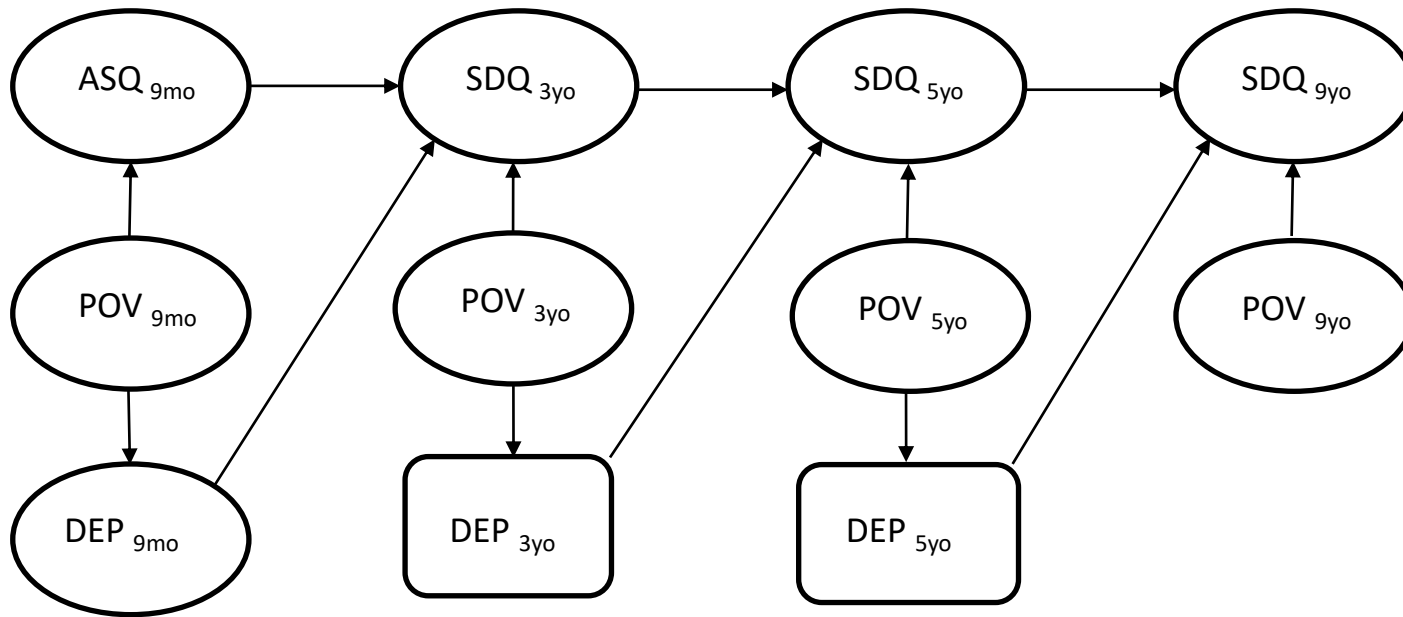 ASQ 9mo
SDQ 3yo
SDQ 5yo
SDQ 9yo
POV 9mo
POV 3yo
POV 5yo
POV 9yo
DEP 9mo
DEP 3yo
DEP 5yo